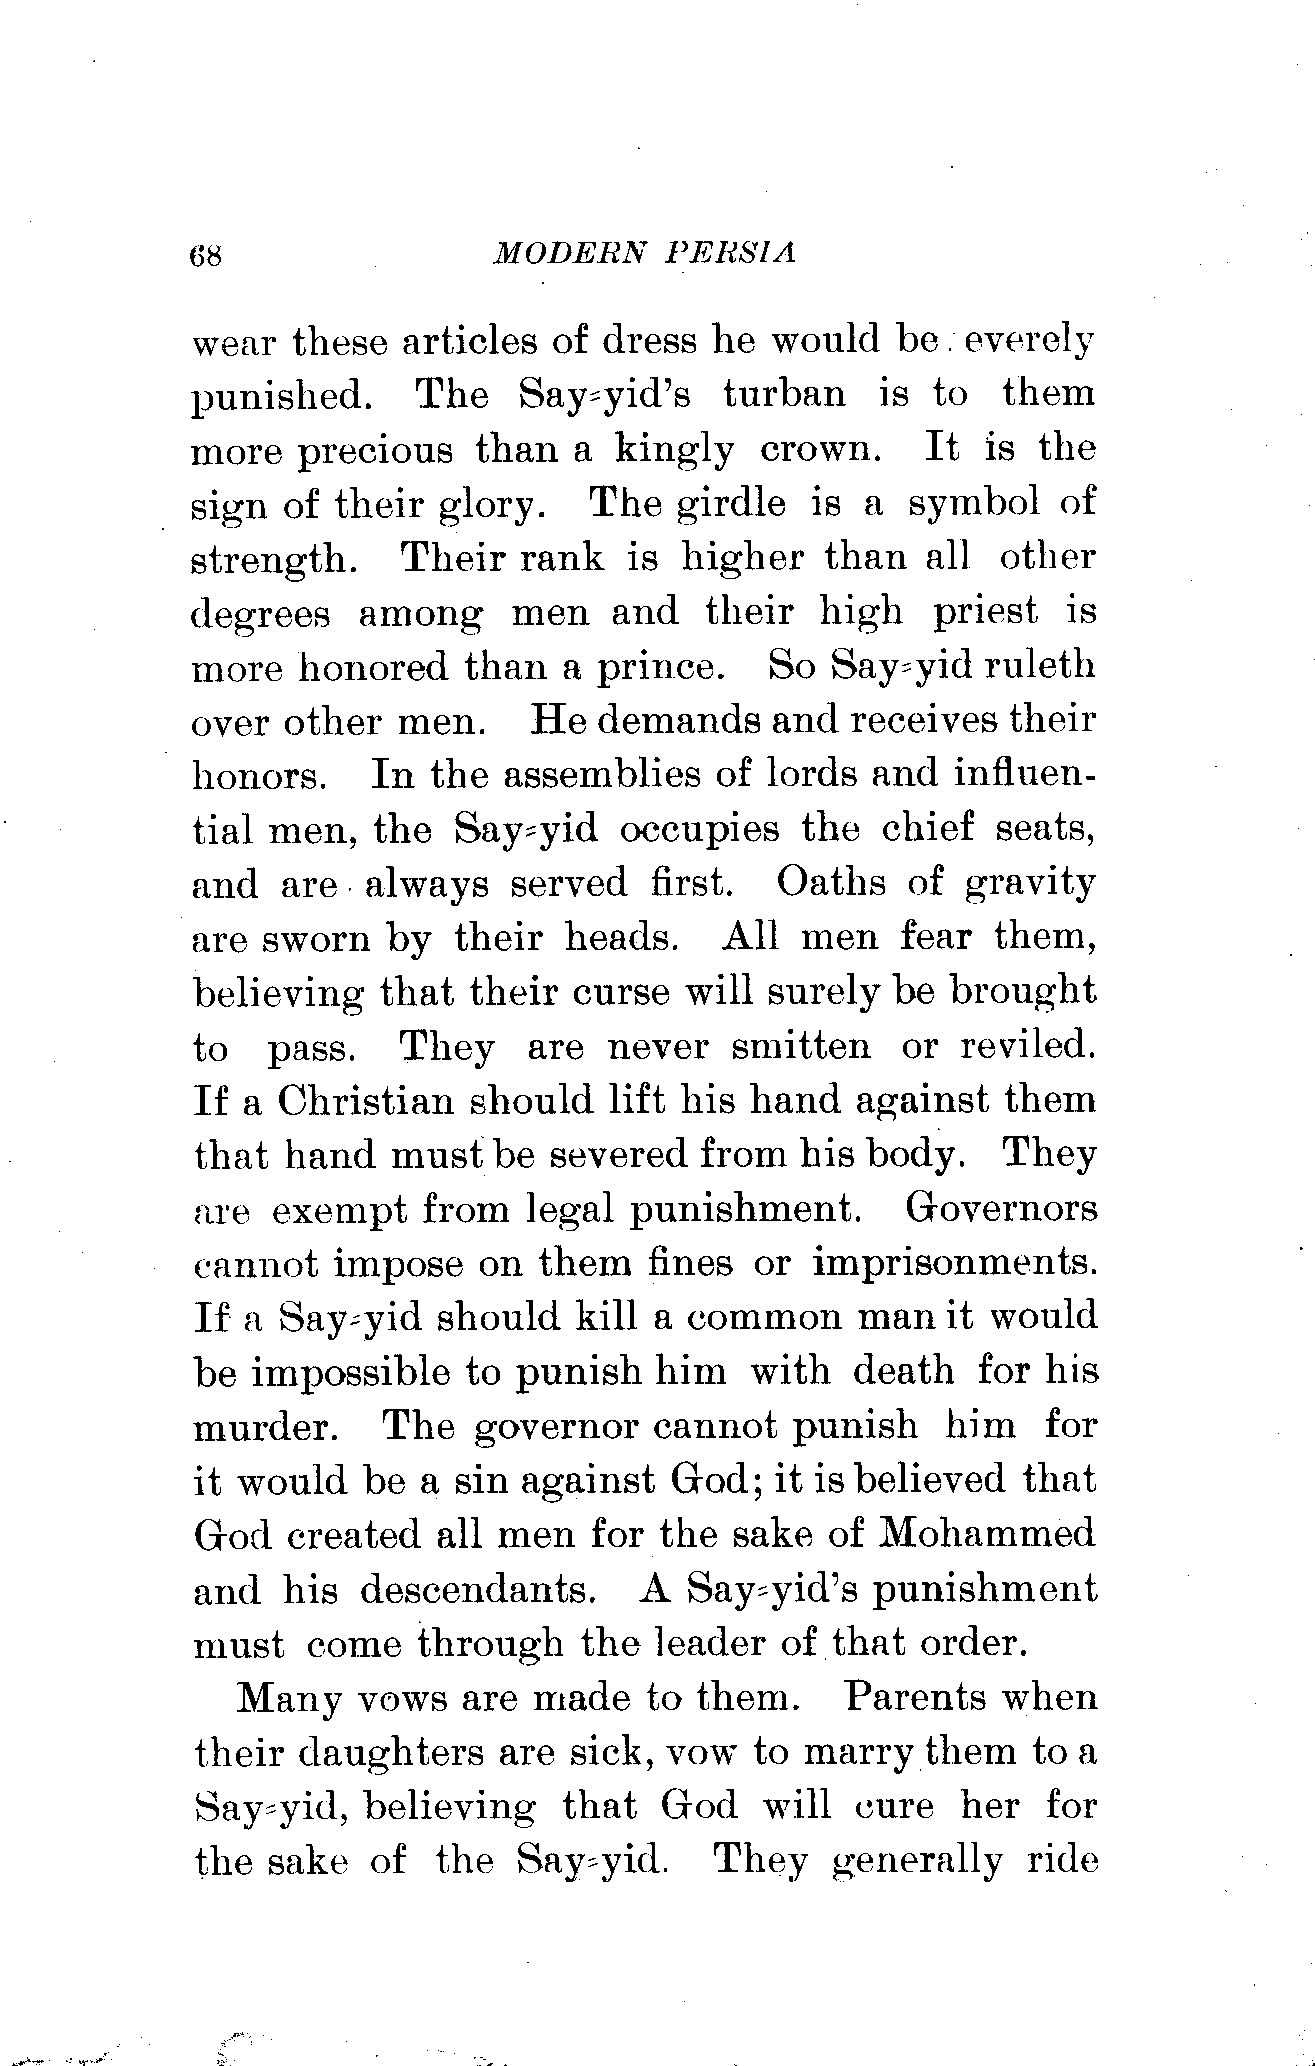 68 MODERN PERSIA
wear these articles of dress he would be . everely
punished. The Say=yid's turban is to them
more precious than a kingly crown. It is the
sign of their glory. The girdle is a symbol of
strength. Their rank is higher than all other
degrees among men and their high priest is
more honored than a prince. So Say=yid ruleth
over other men. He demands and receives their
honors. In the assemblies of lords and influen-
tial men, the Say=yid occupies the chief seats,
and are always served first. Oaths of gravity
are sworn by their heads. All men fear them,
believing that their curse will surely be brought
to pass. They are never smitten or reviled.
If a Christian should lift his hand against them
that hand must be severed from his body. They
are exempt from legal punishment. Governors
cannot impose on them fines or imprisonments.
If a Say=yid should kill a common man it would
be impossible to punish him with death for his
murder. The governor cannot punish him for
it would be a sin against God; it is believed that
God created all men for the sake of Mohammed
and his descendants. A Say=yid's punishment
must come through the leader of that order.
Many vows are made to them. Parents when
their daughters are sick, vow to marry them to a
Say=yid, believing that God will cure her for
the sake of the Say=yid. They generally ride